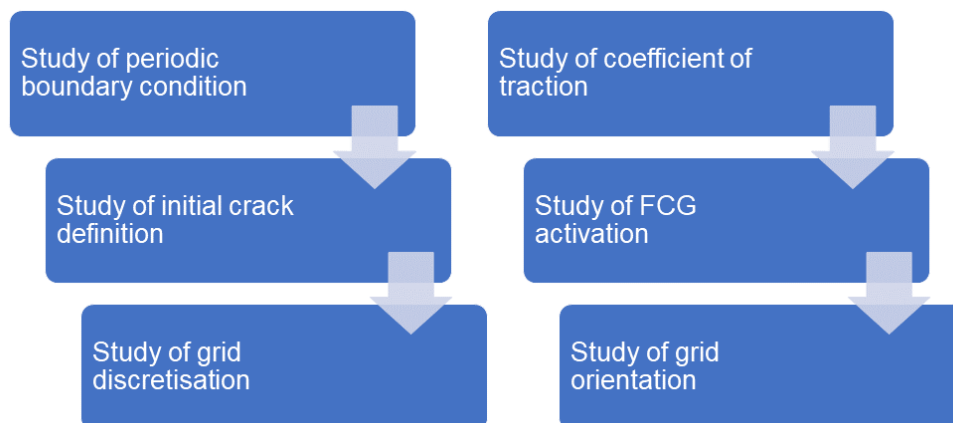 Study of periodic
boundary condition
Study of initial crack
definition
Study of grid
discretisation
Study of coefficient of
traction
Study of FCG
activation
Study of grid
orientation